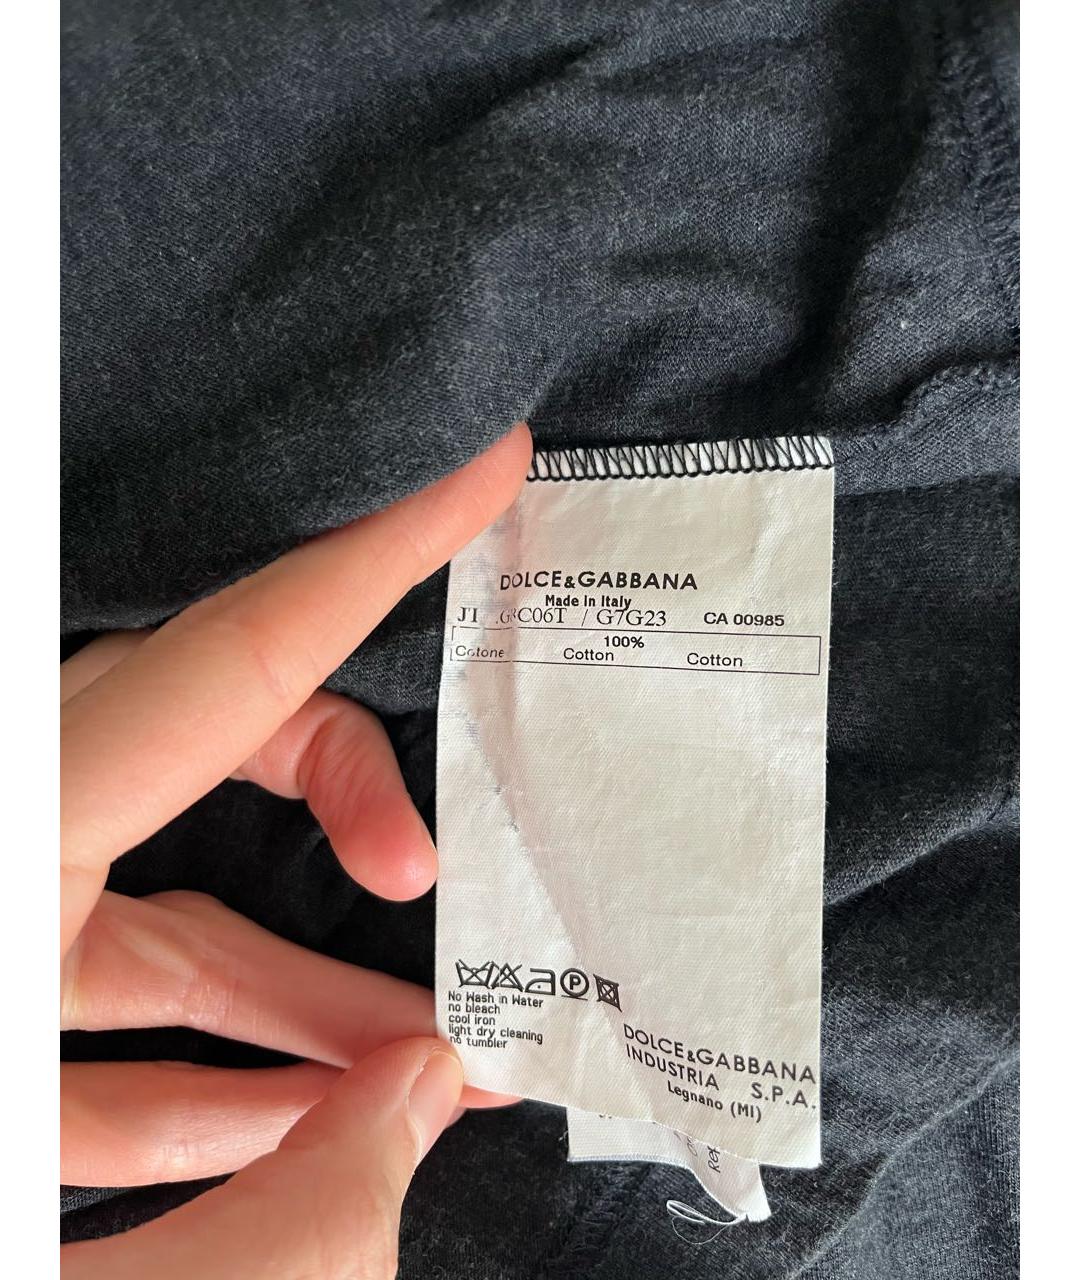 DOLCE&GABBANA
Made in Italy
C06T / G7G23 CA 00985
100%
Cotone Cotton Cotton
No Wash in Water
no bleach
cool iron
light dry cleaning
no tumbler
DOLCE&GABBANA
INDUSTRIA S.P.A.
Legnano (MI)